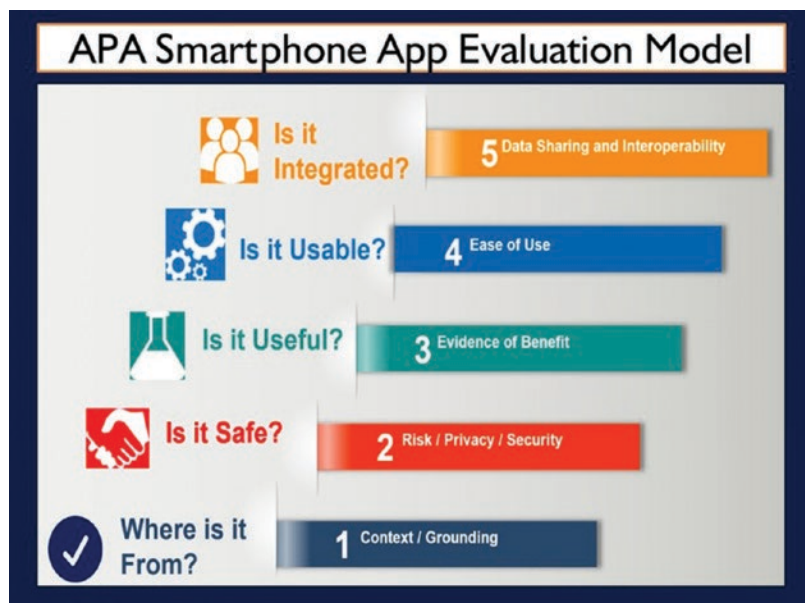 APA Smartphone App Evaluation Model
Is it
Integrated?
5 Data Sharing and Interoperability
Is it Usable?
4 Ease of Use
Is it Useful?
3 Evidence of Benefit
Is it Safe?
2 Risk / Privacy / Security
Where is it
From?
1 Context / Grounding